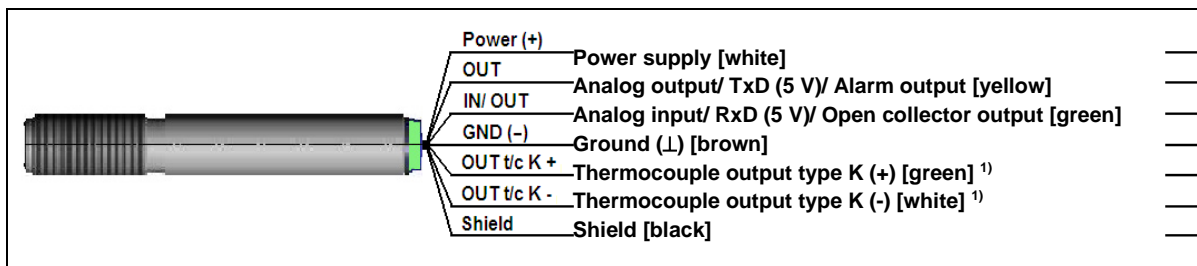 Power (+) Power supply [white]
OUT Analog output/ TxD (5 V)/ Alarm output [yellow]
IN/ OUT Analog input/ RxD (5 V)/ Open collector output [green]
GND (–) Ground (⊥) [brown]
OUT t/c K + Thermocouple output type K (+) [green] 1)
OUT t/c K - Thermocouple output type K (-) [white] 1)
Shield Shield [black]